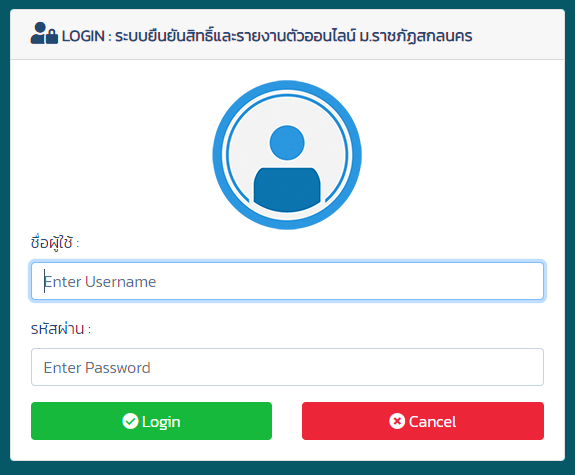 LOGIN : ระบบยืนยันสิทธิ์และรายงานตัวออนไลน์ ม.ราชภัฏสกลนคร
ชื่อผู้ใช้ :
Enter Username
รหัสผ่าน :
Enter Password
Login Cancel